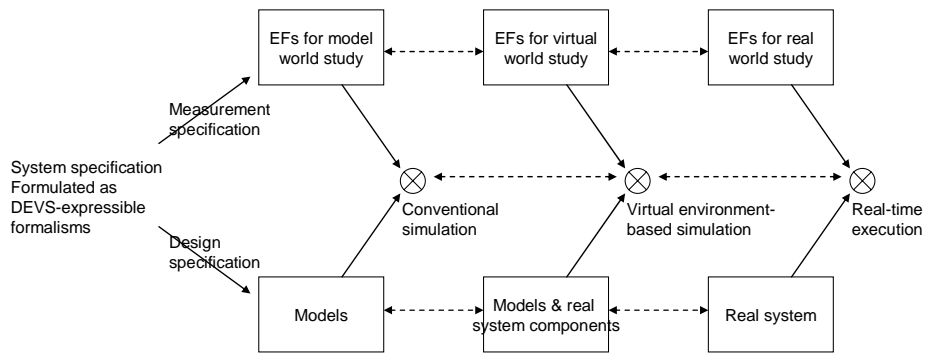 EFs for model
world study
EFs for virtual
world study
EFs for real
world study
Measurement
specification
System specification
Formulated as
DEVS-expressible
formalisms
Conventional
simulation
Virtual environment-
based simulation
Real-time
execution
Design
specification
Models
Models & real
system components
Real system